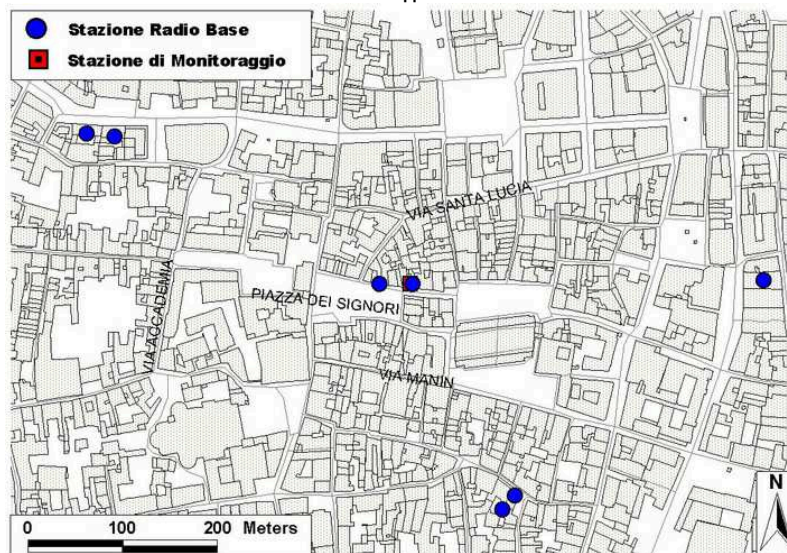 Stazione Radio Base
Stazione di Monitoraggio
VIA SANTA LUCIA
PIAZZA DEI SIGNORI
VIA ACCADEMIA
VIA MANIN
N
0 100 200 Meters